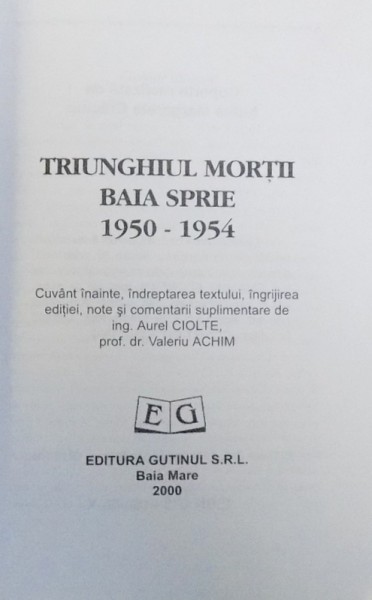 TRIUNGHIUL MORȚII
BAIA SPRIE
1950 - 1954
Cuvânt înainte, îndreptarea textului, îngrijirea
ediției, note și comentarii suplimentare de
ing. Aurel CIOLTE,
prof. dr. Valeriu ACHIM
E G
EDITURA GUTINUL S.R.L.
Baia Mare
2000